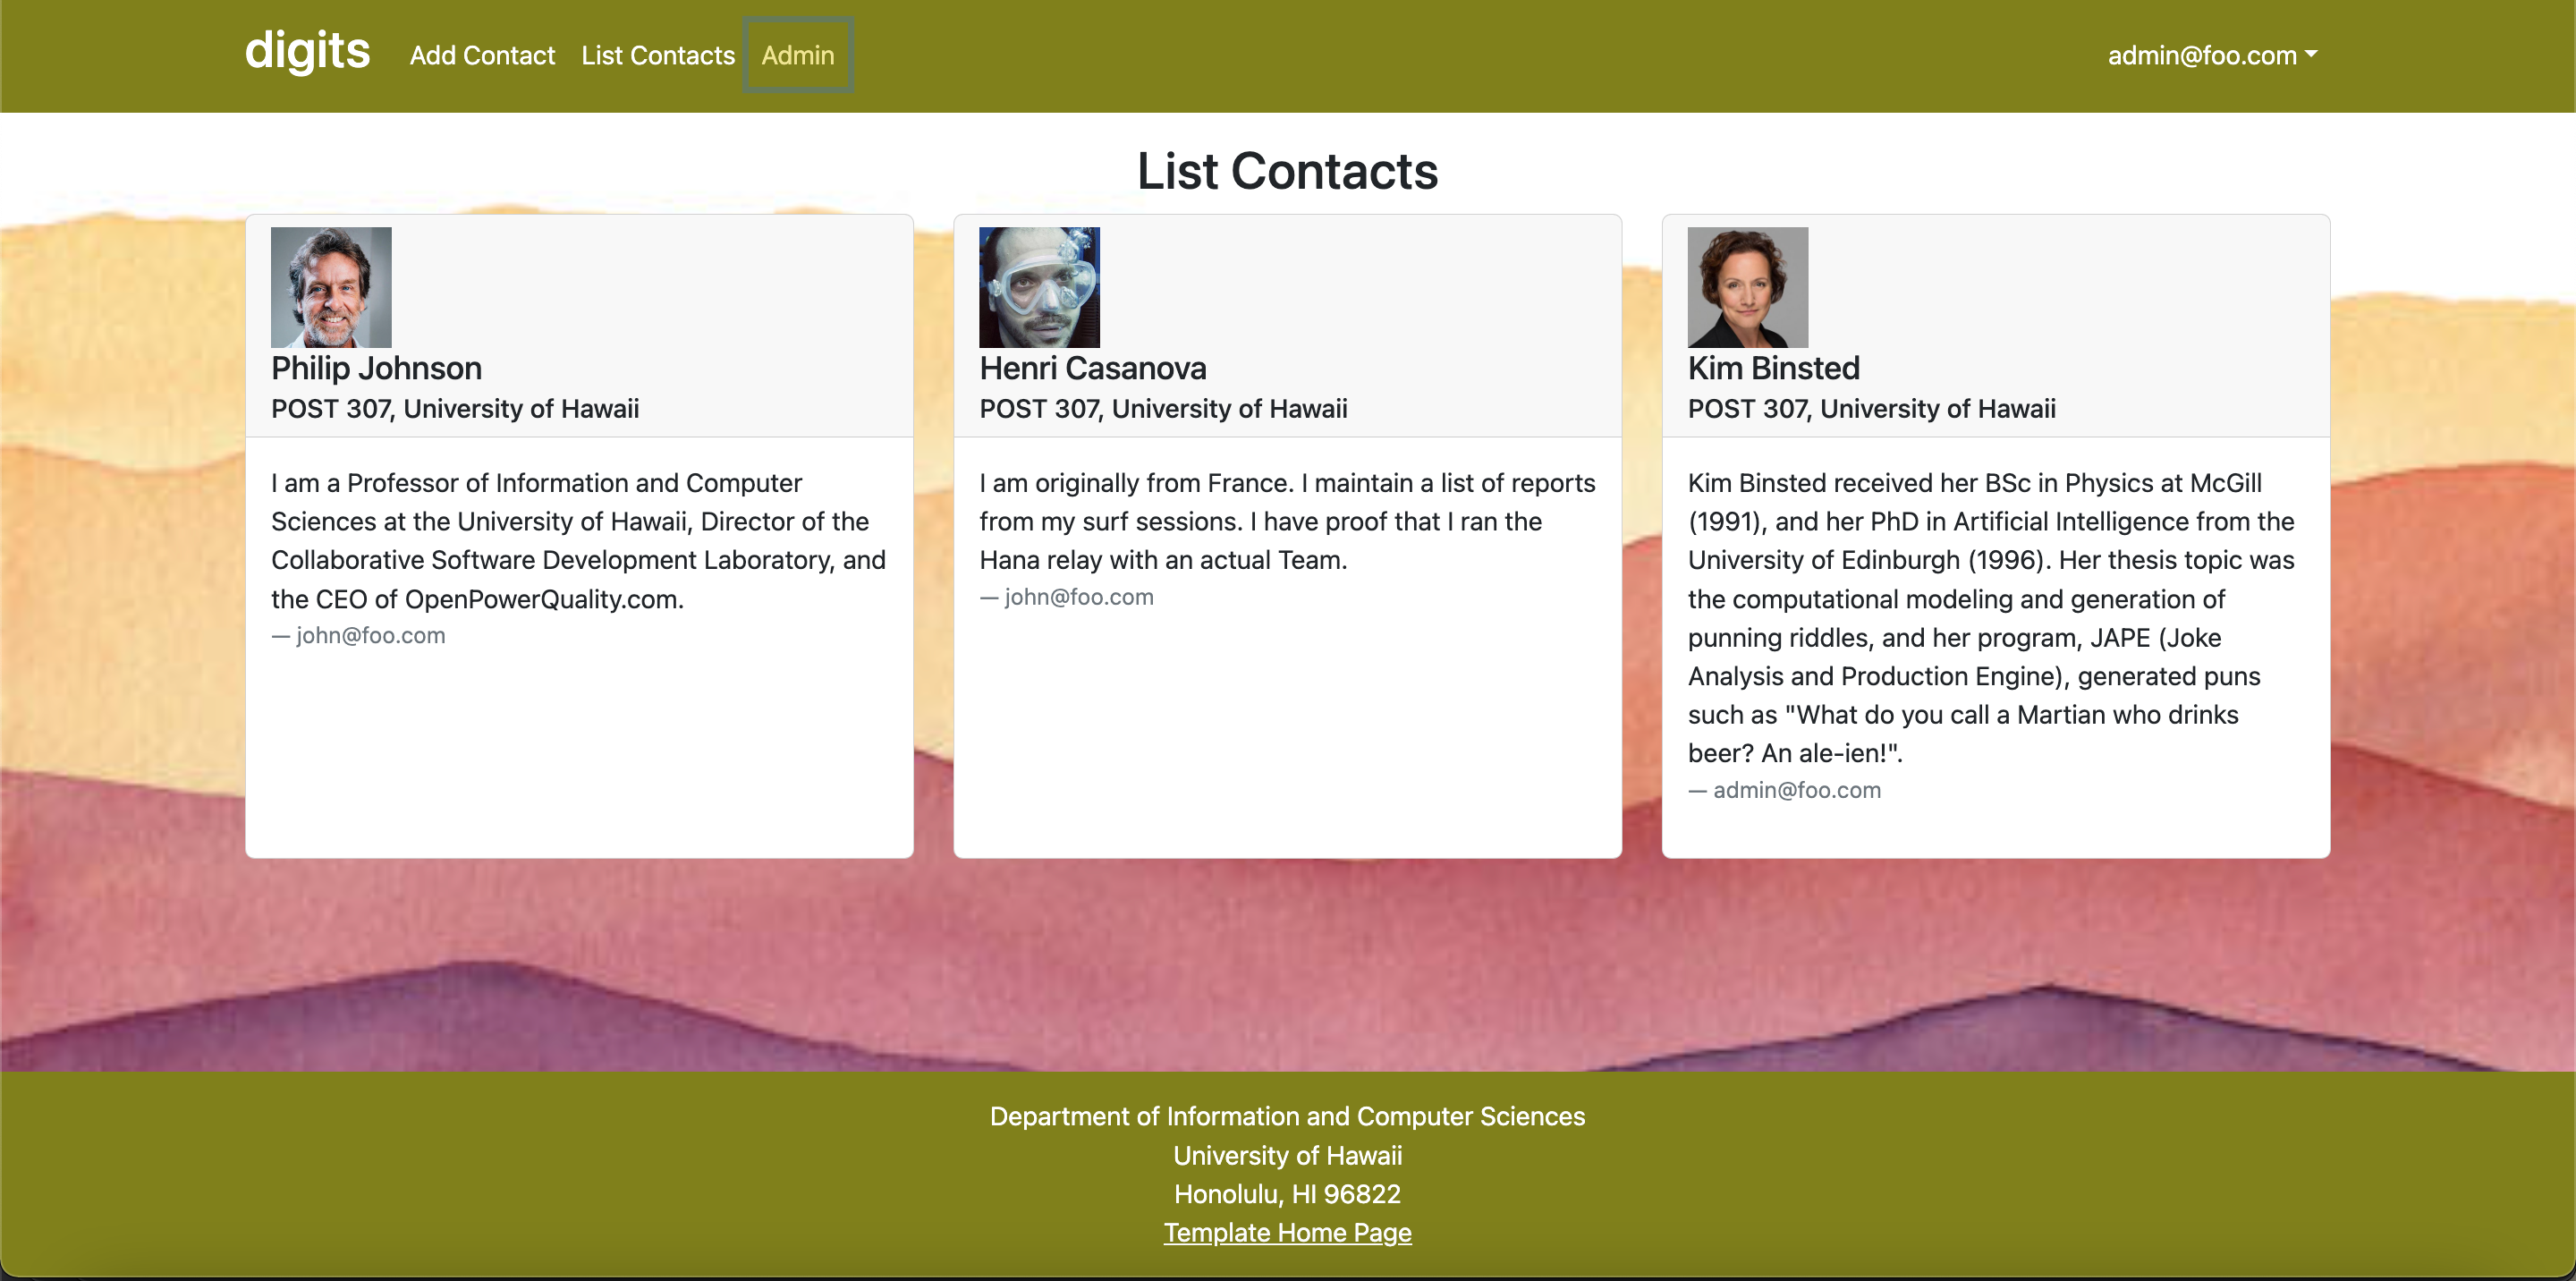 digits Add Contact List Contacts Admin admin@foo.com
List Contacts
Philip Johnson
POST 307, University of Hawaii
I am a Professor of Information and Computer
Sciences at the University of Hawaii, Director of the
Collaborative Software Development Laboratory, and
the CEO of OpenPowerQuality.com.
— john@foo.com
Henri Casanova
POST 307, University of Hawaii
I am originally from France. I maintain a list of reports
from my surf sessions. I have proof that I ran the
Hana relay with an actual Team.
— john@foo.com
Kim Binsted
POST 307, University of Hawaii
Kim Binsted received her BSc in Physics at McGill
(1991), and her PhD in Artificial Intelligence from the
University of Edinburgh (1996). Her thesis topic was
the computational modeling and generation of
punning riddles, and her program, JAPE (Joke
Analysis and Production Engine), generated puns
such as "What do you call a Martian who drinks
beer? An ale-ien!".
— admin@foo.com
Department of Information and Computer Sciences
University of Hawaii
Honolulu, HI 96822
Template Home Page